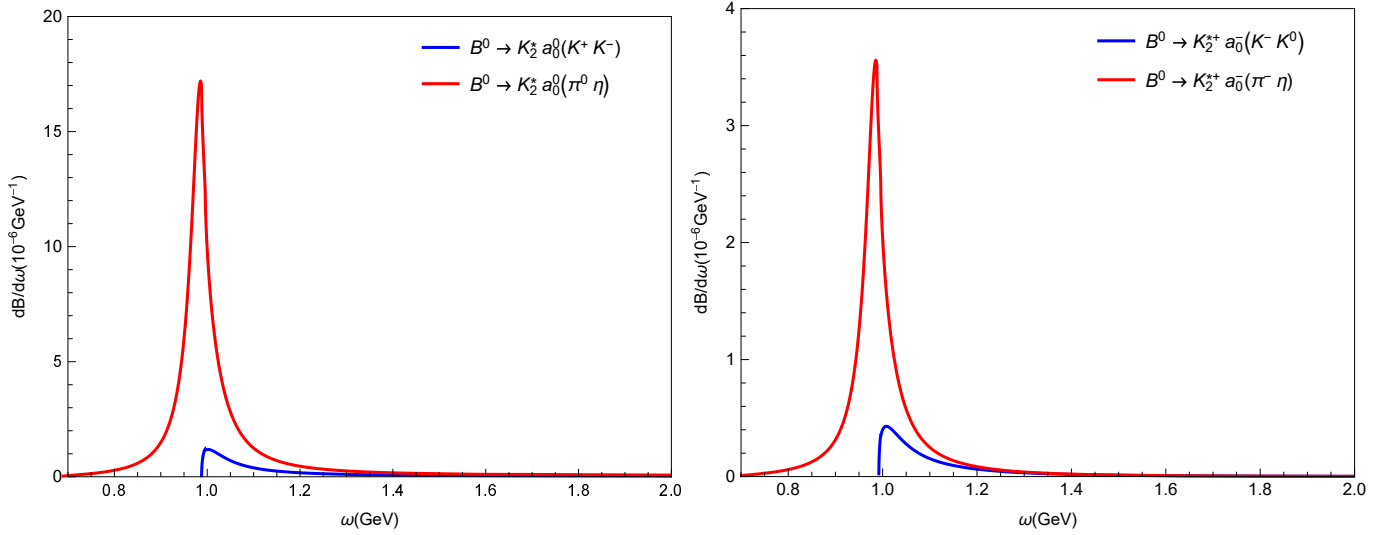 20
15
10
5
0
0.8 1.0 1.2 1.4 1.6 1.8 2.0
dB/dω(10⁻⁶GeV⁻¹)
ω(GeV)
B⁰ → K₂* a₀⁰(K⁺ K⁻)
B⁰ → K₂* a₀⁰(π⁰ η)
4
3
2
1
0
0.8 1.0 1.2 1.4 1.6 1.8 2.0
dB/dω(10⁻⁶GeV⁻¹)
ω(GeV)
B⁰ → K₂*⁺ a₀⁻(K⁻ K⁰)
B⁰ → K₂*⁺ a₀⁻(π⁻ η)